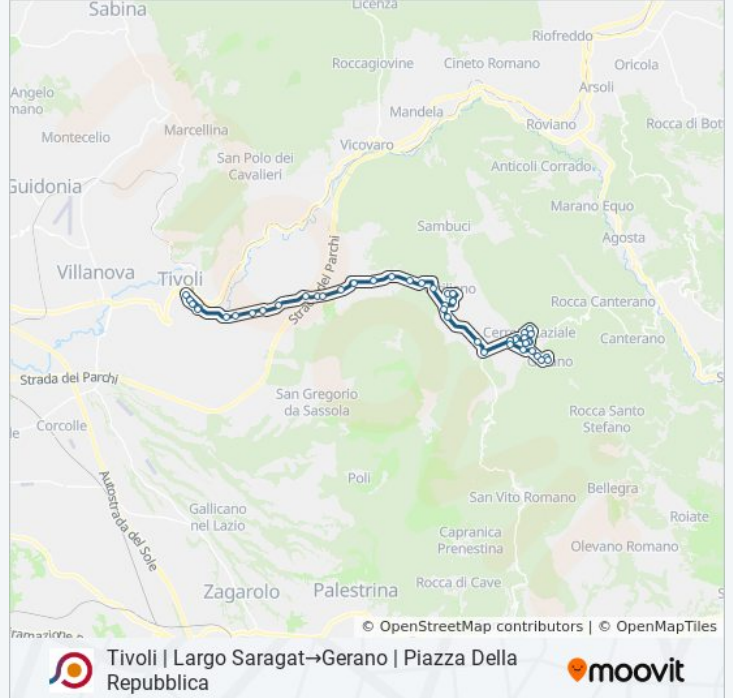 Sabina
Licenza
Riofreddo
Roccagiovine
Cineto Romano
Oricola
Arsoli
Angelo
mano
Mandela
Roviano
Rocca di Bot
Montecelio
Marcellina
Vicovaro
San Polo dei
Cavalieri
Anticoli Corrado
Guidonia
Marano Equo
Sambuci
Agosta
Villanova
Tivoli
Strada dei Parchi
Rocca Canterano
Canterano
Strada dei Parchi
San Gregorio
da Sassola
Rocca Santo
Stefano
le
Corcolle
Poli
Autostrada del Sole
Bellegra
San Vito Romano
Gallicano
nel Lazio
Roiate
Capranica
Prenestina
Olevano Romano
Rocca di Cave
Zagarolo
Palestrina
© OpenStreetMap contributors | © OpenMapTiles
Tivoli | Largo Saragat→Gerano | Piazza Della
Repubblica
moovit